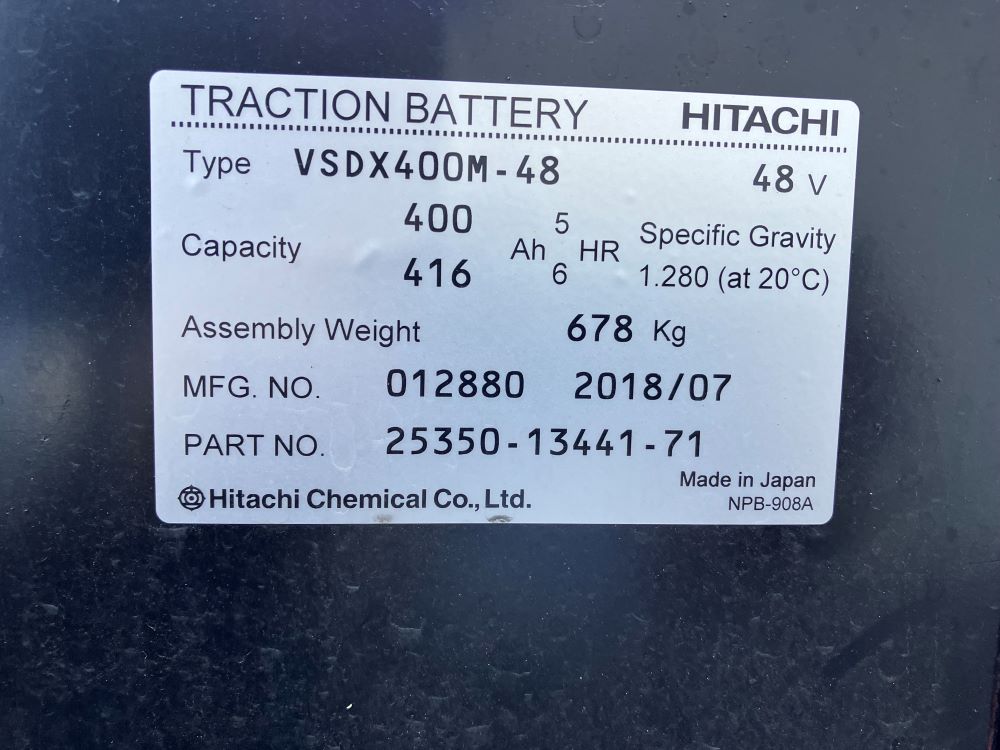 TRACTION BATTERY HITACHI
Type VSDX400M-48 48 V
Capacity 400 Ah 5 HR Specific Gravity
416 6 1.280 (at 20°C)
Assembly Weight 678 Kg
MFG. NO. 012880 2018/07
PART NO. 25350-13441-71
Made in Japan
Hitachi Chemical Co., Ltd. NPB-908A